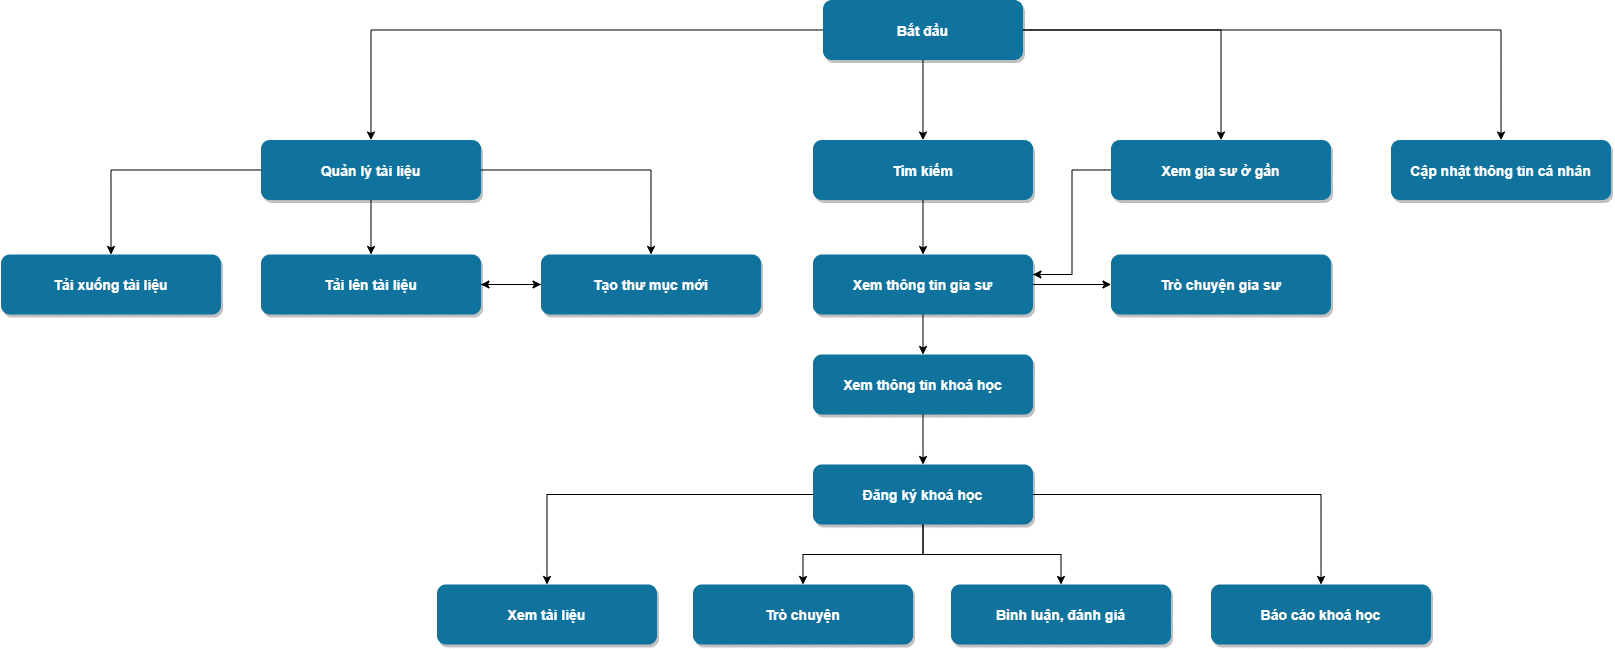 Bắt đầu
Quản lý tài liệu
Tìm kiếm
Xem gia sư ở gần
Cập nhật thông tin cá nhân
Tải xuống tài liệu
Tải lên tài liệu
Tạo thư mục mới
Xem thông tin gia sư
Trò chuyện gia sư
Xem thông tin khoá học
Đăng ký khoá học
Xem tài liệu
Trò chuyện
Bình luận, đánh giá
Báo cáo khoá học